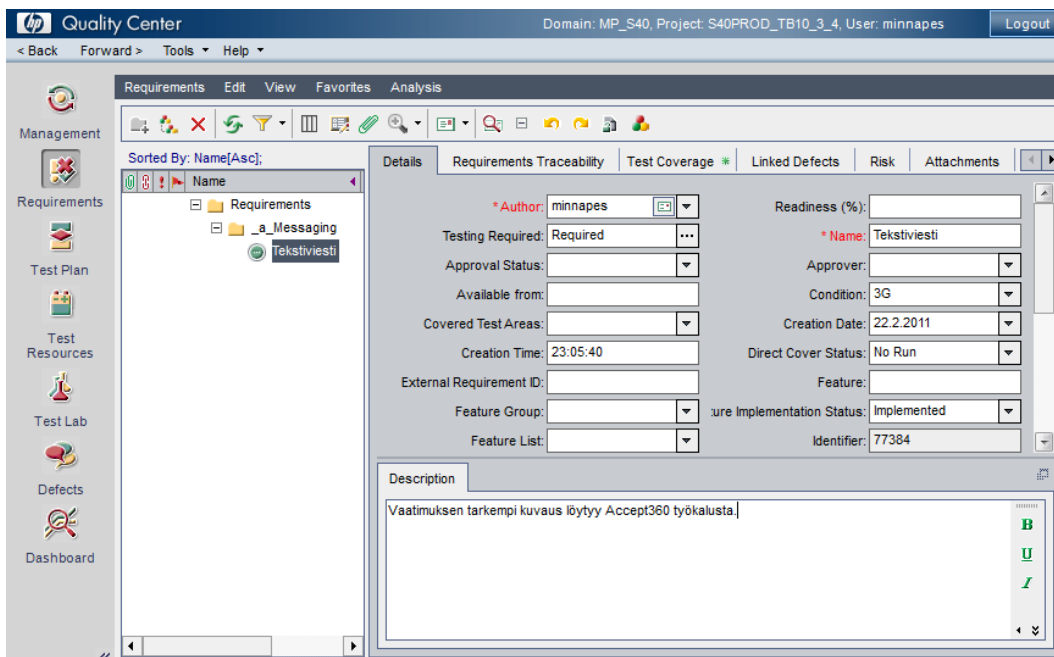 hp Quality Center
Domain: MP_S40, Project: S40PROD_TB10_3_4, User: minnapes
Logout
< Back Forward > Tools Help
Requirements Edit View Favorites Analysis
Management
Requirements
Test Plan
Test
Resources
Test Lab
Defects
Dashboard
Sorted By: Name[Asc];
Name
Requirements
_a_Messaging
Tekstiviesti
Details Requirements Traceability Test Coverage * Linked Defects Risk Attachments
* Author: minnapes Readiness (%):
Testing Required: Required ... * Name: Tekstiviesti
Approval Status: Approver:
Available from: Condition: 3G
Covered Test Areas: Creation Date: 22.2.2011
Creation Time: 23:05:40 Direct Cover Status: No Run
External Requirement ID: Feature:
Feature Group: ture Implementation Status: Implemented
Feature List: Identifier: 77384
Description
Vaatimuksen tarkempi kuvaus löytyy Accept360 työkalusta.
B
U
I